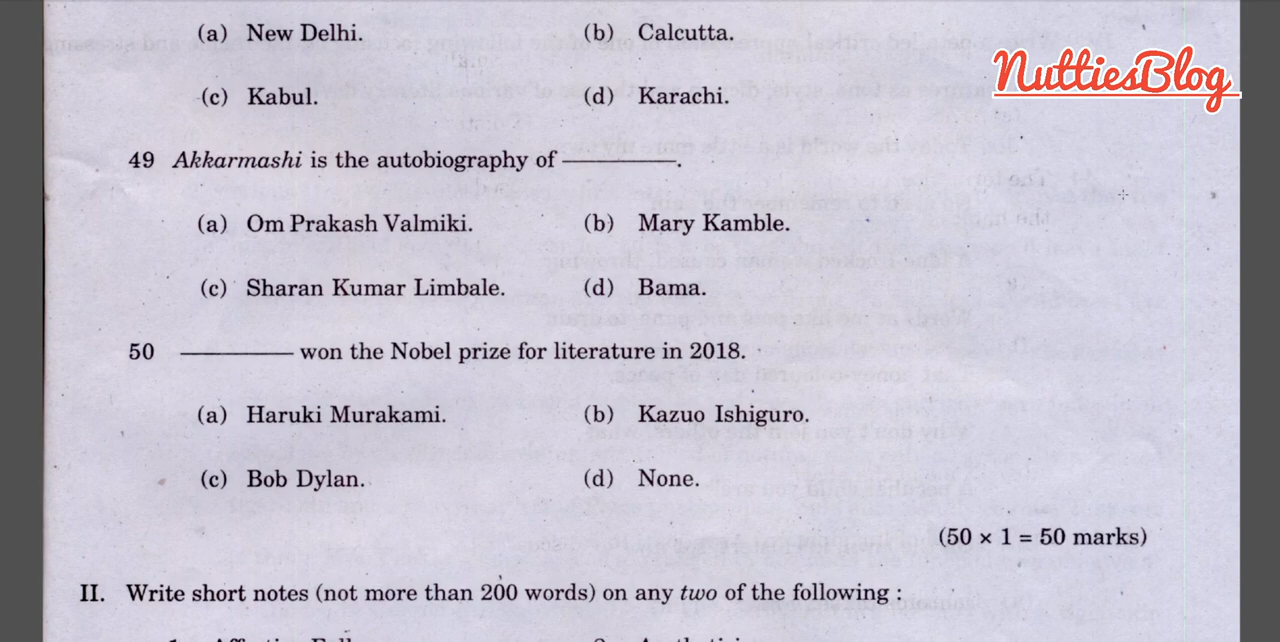 (a) New Delhi. (b) Calcutta.
NuttiesBlog
(c) Kabul. (d) Karachi.
49 Akkarmashi is the autobiography of ————.
(a) Om Prakash Valmiki. (b) Mary Kamble.
(c) Sharan Kumar Limbale. (d) Bama.
50 ———— won the Nobel prize for literature in 2018.
(a) Haruki Murakami. (b) Kazuo Ishiguro.
(c) Bob Dylan. (d) None.
(50 × 1 = 50 marks)
II. Write short notes (not more than 200 words) on any two of the following :